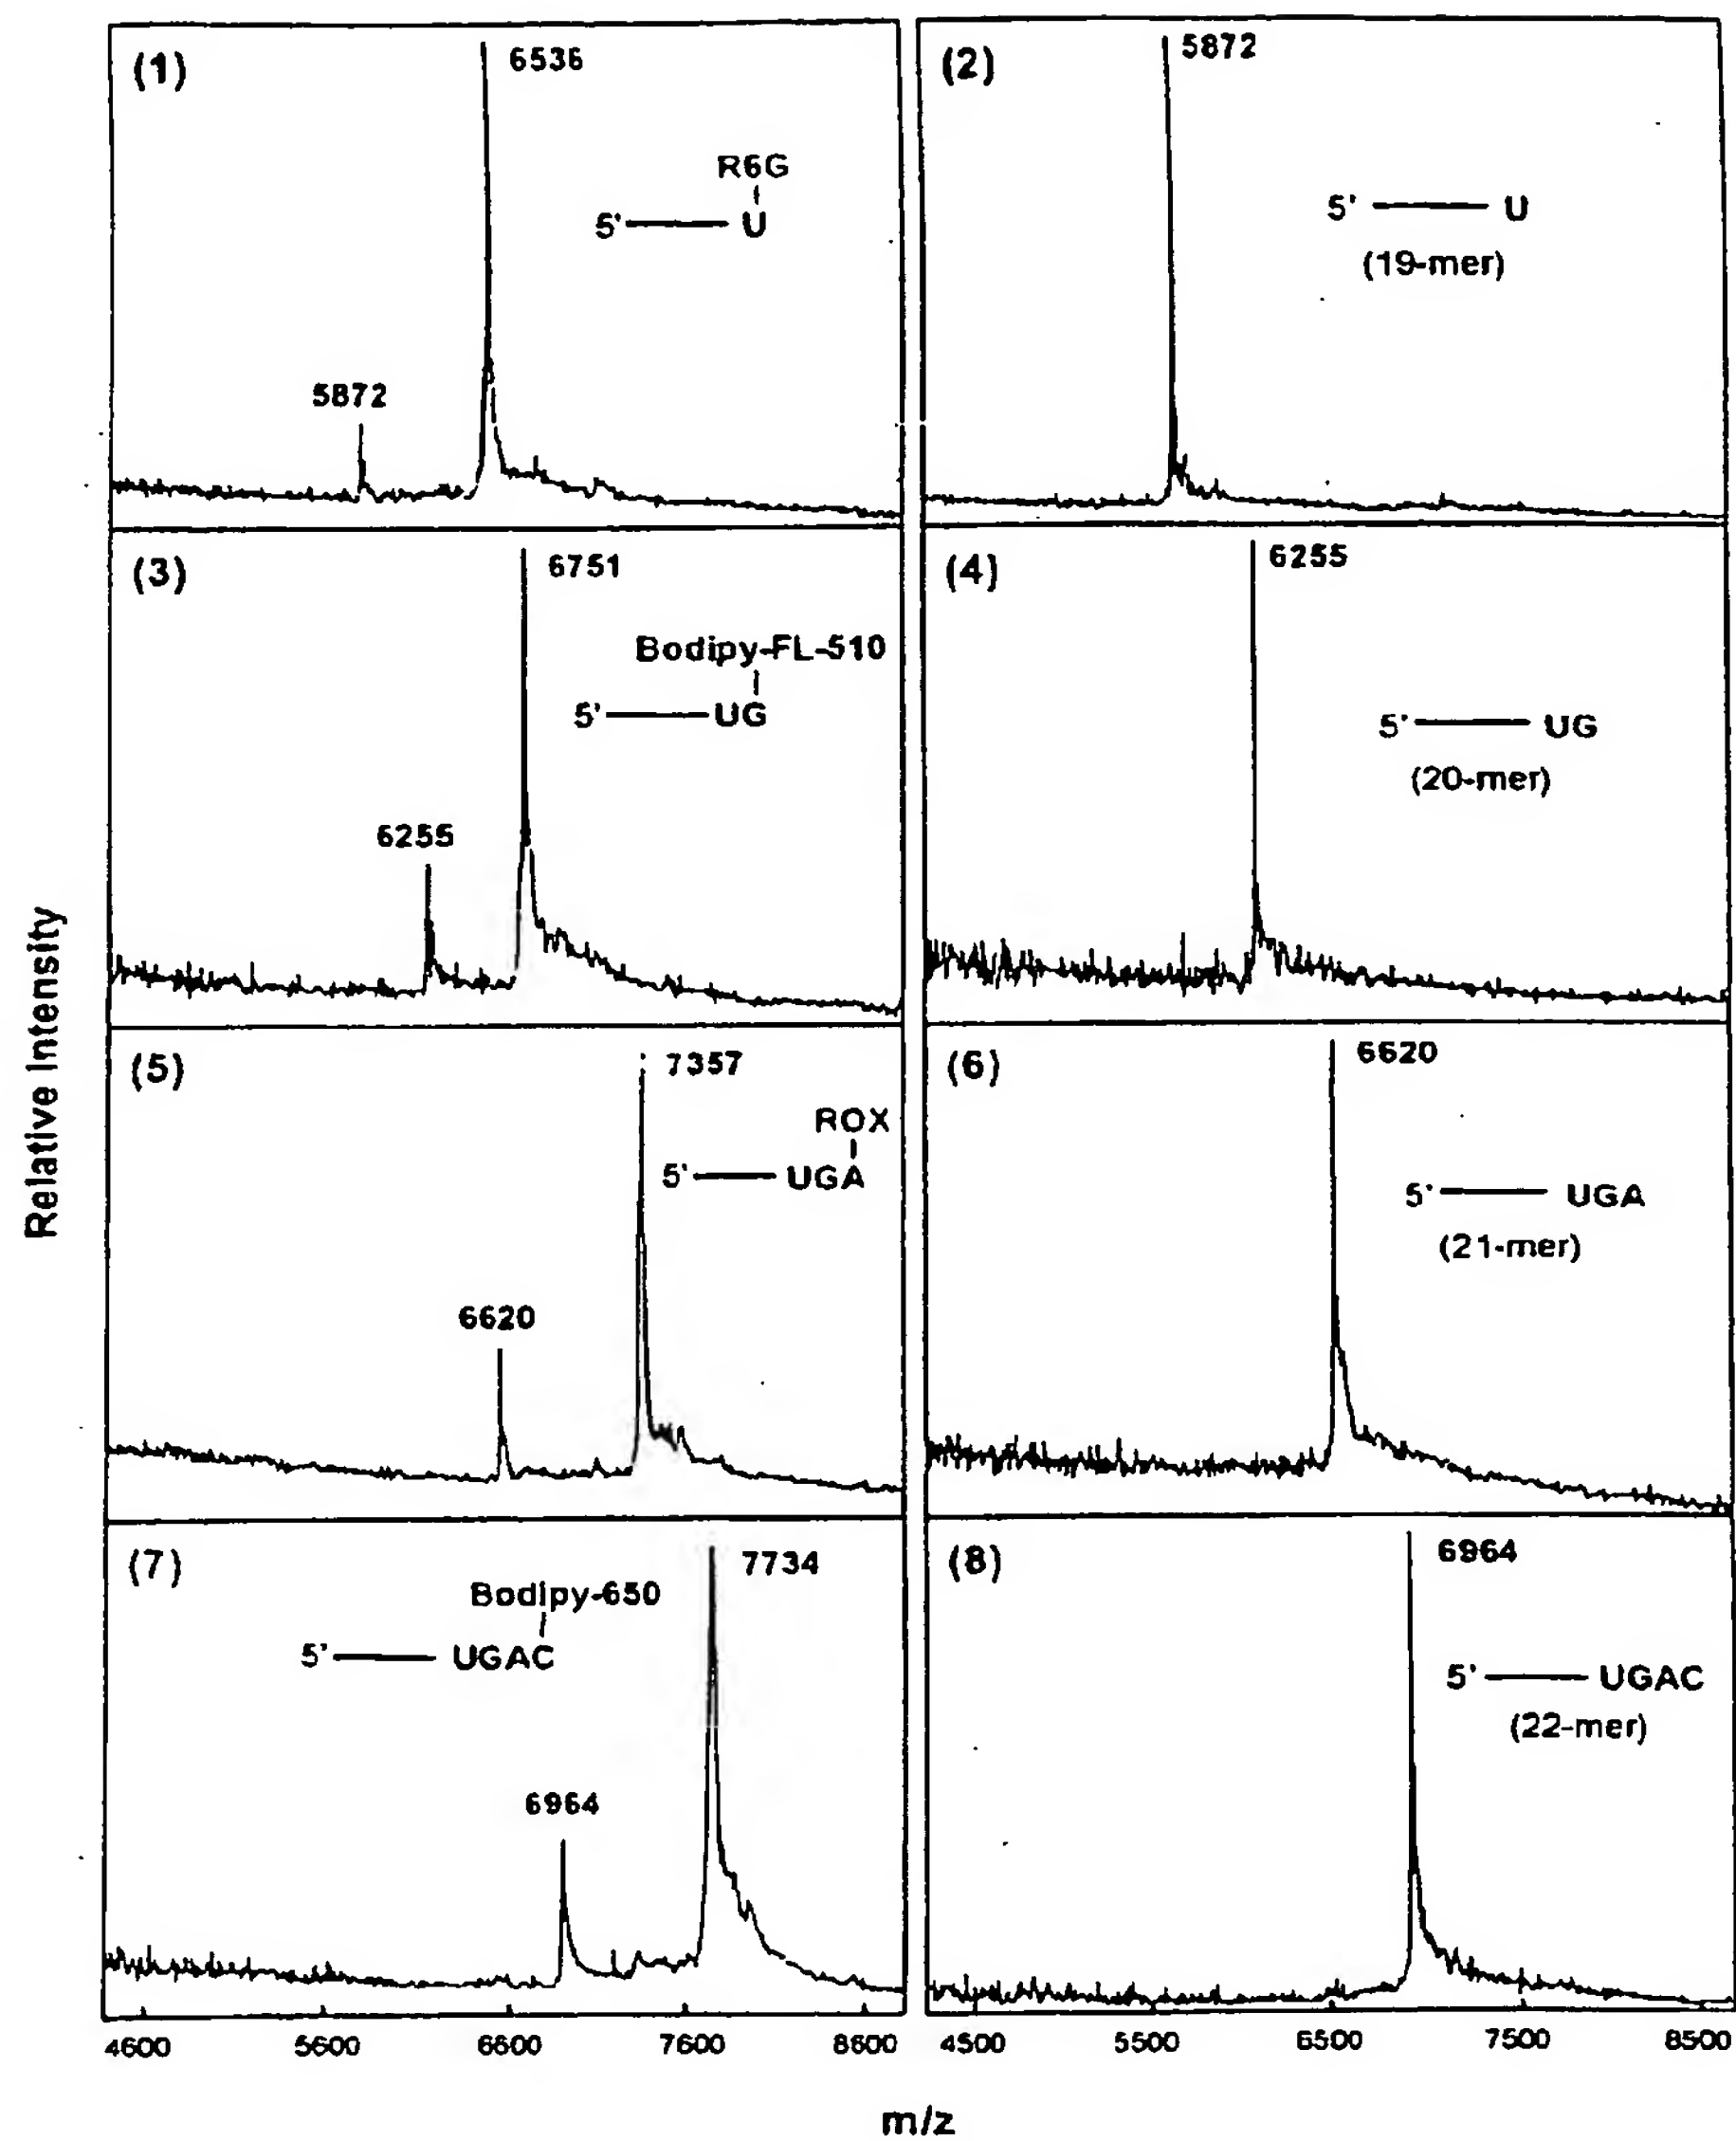 (1)
6536
R6G
5' U
5872
(2)
5872
5' U
(19-mer)
(3)
6751
Bodipy-FL-510
5' UG
6255
(4)
6255
5' UG
(20-mer)
(5)
7357
ROX
5' UGA
6620
(6)
6620
5' UGA
(21-mer)
(7)
7734
Bodipy-650
5' UGAC
6964
(8)
6964
5' UGAC
(22-mer)
Relative Intensity
4600 5600 6600 7600 8600
4500 5500 6500 7500 8500
m/z